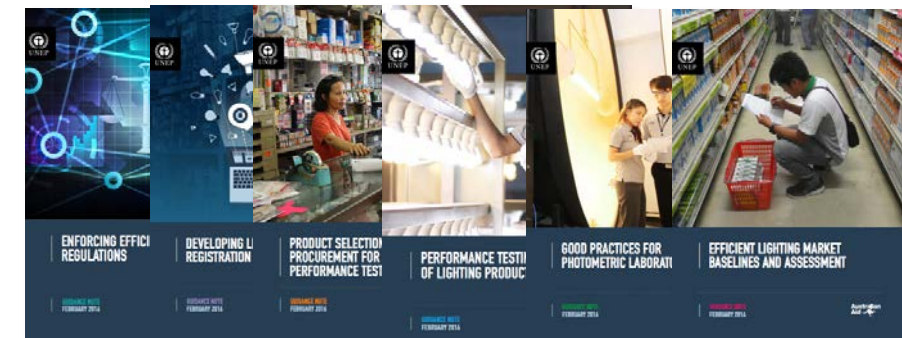 UNEP
UNEP
UNEP
UNEP
UNEP
UNEP
ENFORCING EFFICI
REGULATIONS
GUIDANCE NOTE
FEBRUARY 2016
DEVELOPING LI
REGISTRATION
GUIDANCE NOTE
FEBRUARY 2016
PRODUCT SELECTION
PROCUREMENT FOR
PERFORMANCE TEST
GUIDANCE NOTE
FEBRUARY 2016
PERFORMANCE TESTI
OF LIGHTING PRODUC
GUIDANCE NOTE
FEBRUARY 2016
GOOD PRACTICES FOR
PHOTOMETRIC LABORAT
GUIDANCE NOTE
FEBRUARY 2016
EFFICIENT LIGHTING MARKET
BASELINES AND ASSESSMENT
GUIDANCE NOTE
FEBRUARY 2016
Australian
Aid